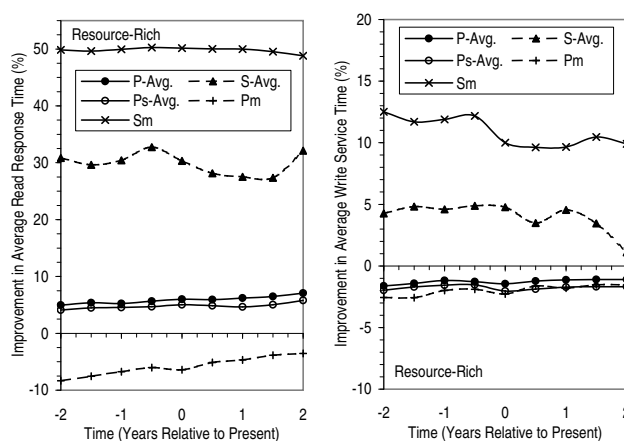 Resource-Rich
P-Avg. S-Avg.
Ps-Avg. Pm
Sm
60
50
40
30
20
10
0
-10
-2 -1 0 1 2
Time (Years Relative to Present)
Improvement in Average Read Response Time (%)
P-Avg. S-Avg.
Ps-Avg. Pm
Sm
20
15
10
5
0
-5
-10
Resource-Rich
-2 -1 0 1 2
Time (Years Relative to Present)
Improvement in Average Write Service Time (%)